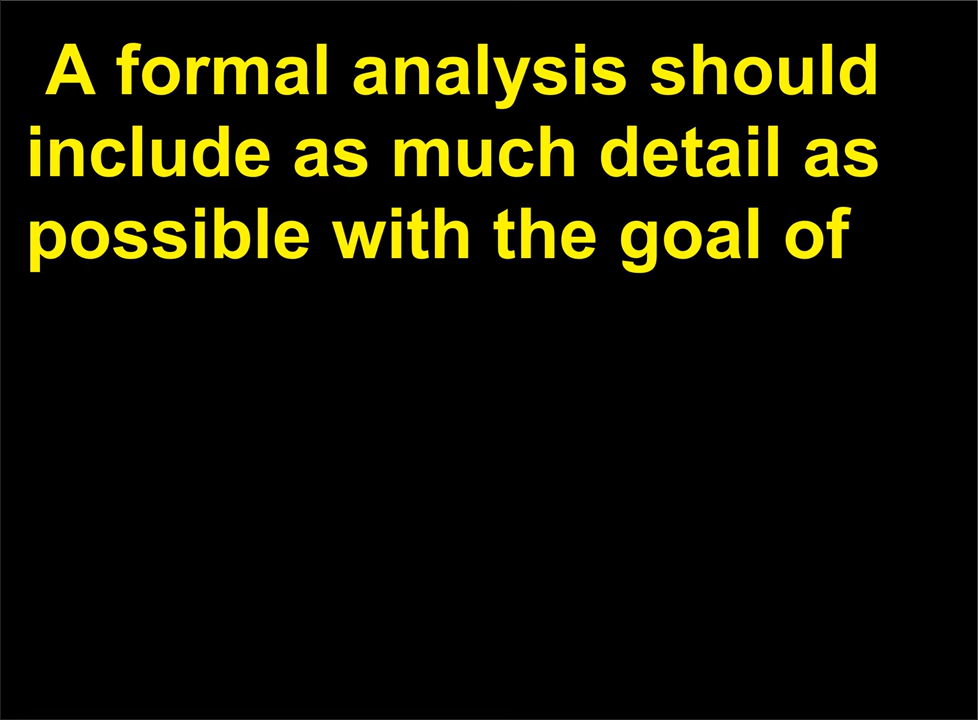 A formal analysis should
include as much detail as
possible with the goal of